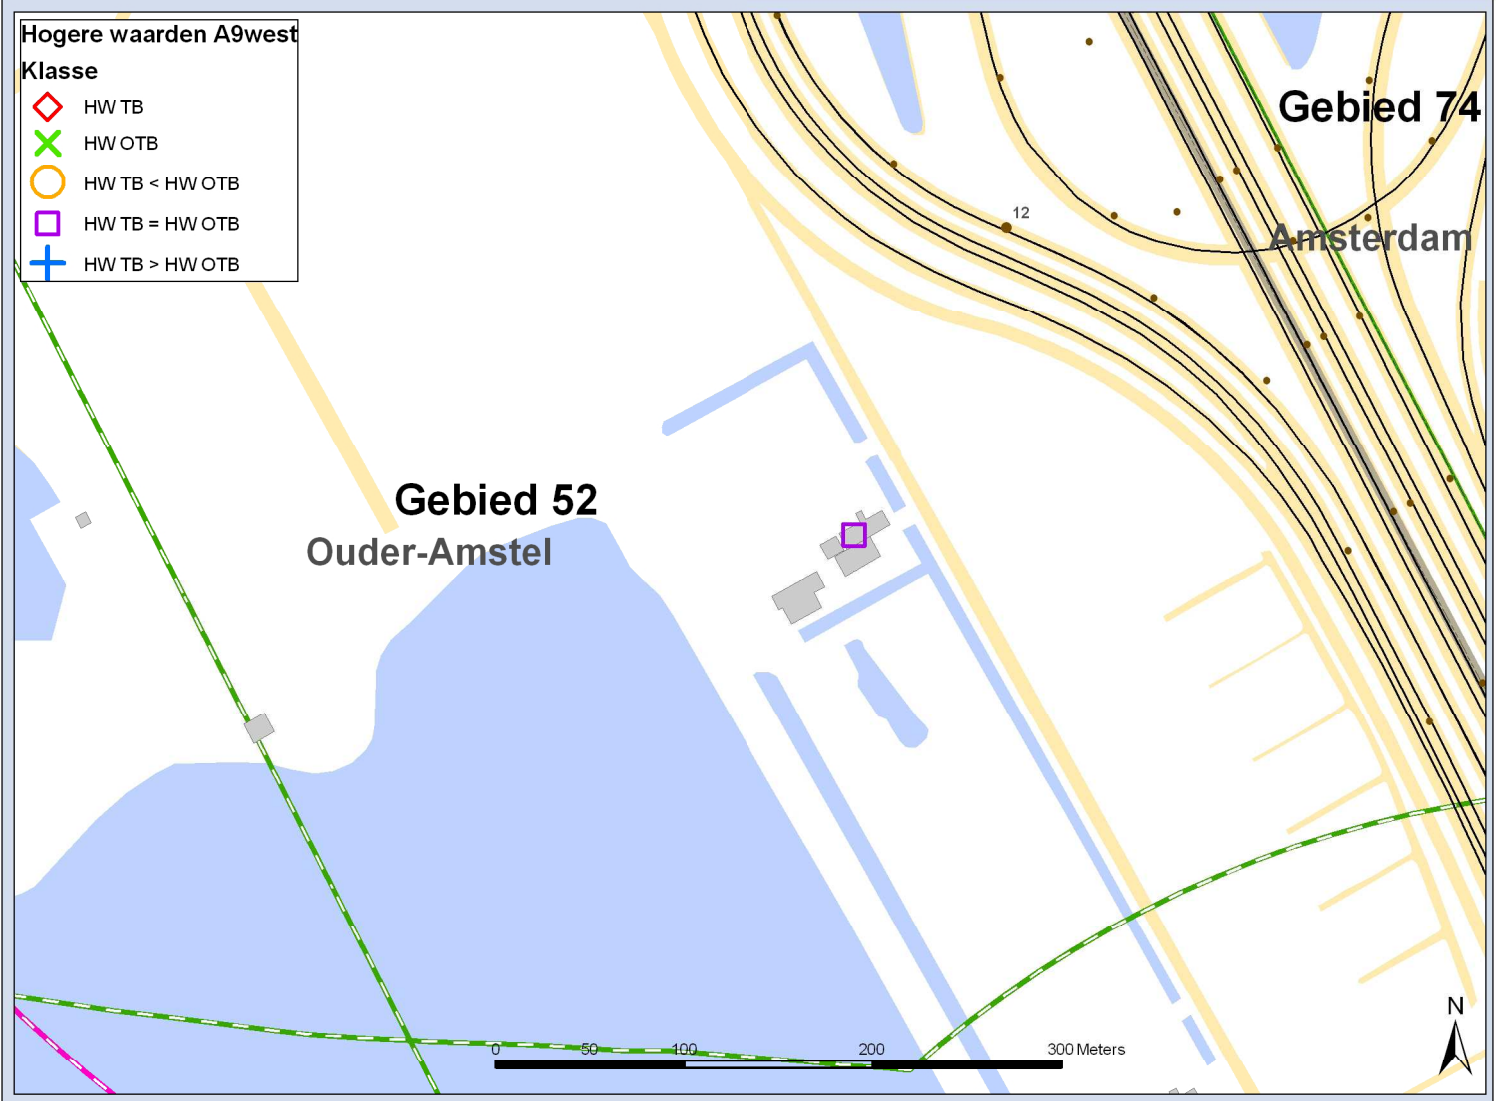 Hogere waarden A9west
Klasse
HW TB
HW OTB
HW TB < HW OTB
HW TB = HW OTB
HW TB > HW OTB
Gebied 74
12
Amsterdam
Gebied 52
Ouder-Amstel
N
0 50 100 200 300 Meters